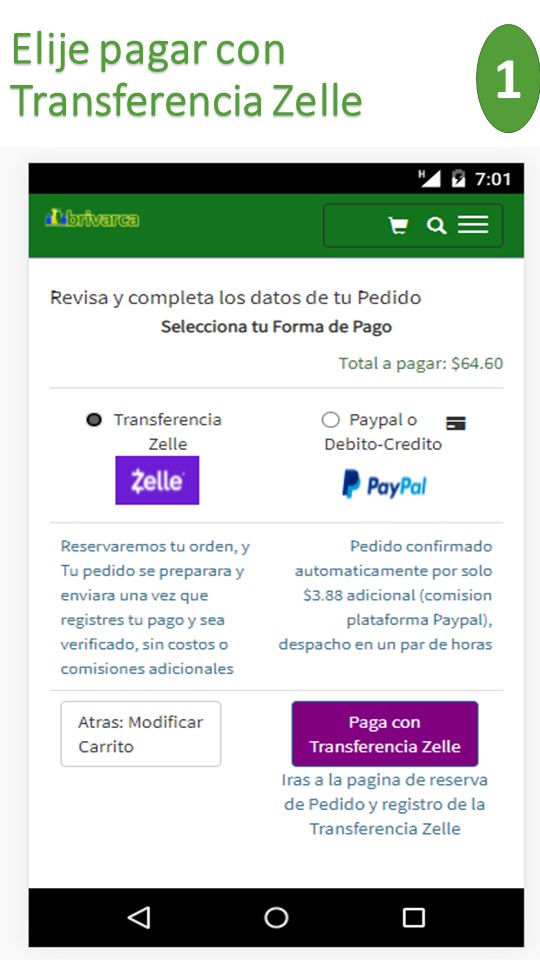 Elije pagar con
Transferencia Zelle
1
H
7:01
brivarca
Revisa y completa los datos de tu Pedido
Selecciona tu Forma de Pago
Total a pagar: $64.60
Transferencia
Zelle
Zelle
Paypal o
Debito-Credito
PayPal
Reservaremos tu orden, y
Tu pedido se preparara y
enviara una vez que
registres tu pago y sea
verificado, sin costos o
comisiones adicionales
Pedido confirmado
automaticamente por solo
$3.88 adicional (comision
plataforma Paypal),
despacho en un par de horas
Atras: Modificar
Carrito
Paga con
Transferencia Zelle
Iras a la pagina de reserva
de Pedido y registro de la
Transferencia Zelle